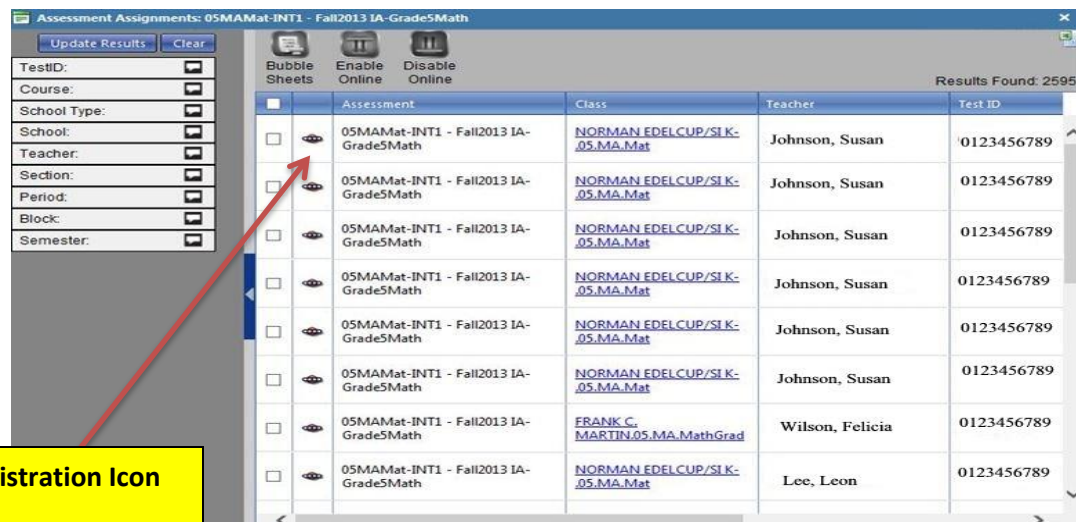 Assessment Assignments: 05MAMat-INT1 - Fall2013 IA-Grade5Math
Update Results Clear
TestID:
Course:
School Type:
School:
Teacher:
Section:
Period:
Block:
Semester:
Bubble Sheets
Enable Online
Disable Online
Results Found: 2595
Assessment Class Teacher Test ID
05MAMat-INT1 - Fall2013 IA- NORMAN EDELCUP/SI K- Johnson, Susan 0123456789
Grade5Math .05.MA.Mat
05MAMat-INT1 - Fall2013 IA- NORMAN EDELCUP/SI K- Johnson, Susan 0123456789
Grade5Math .05.MA.Mat
05MAMat-INT1 - Fall2013 IA- NORMAN EDELCUP/SI K- Johnson, Susan 0123456789
Grade5Math .05.MA.Mat
05MAMat-INT1 - Fall2013 IA- NORMAN EDELCUP/SI K- Johnson, Susan 0123456789
Grade5Math .05.MA.Mat
05MAMat-INT1 - Fall2013 IA- NORMAN EDELCUP/SI K- Johnson, Susan 0123456789
Grade5Math .05.MA.Mat
05MAMat-INT1 - Fall2013 IA- NORMAN EDELCUP/SI K- Johnson, Susan 0123456789
Grade5Math .05.MA.Mat
05MAMat-INT1 - Fall2013 IA- FRANK C. Wilson, Felicia 0123456789
Grade5Math MARTIN.05.MA.MathGrad
05MAMat-INT1 - Fall2013 IA- NORMAN EDELCUP/SI K- Lee, Leon 0123456789
Grade5Math .05.MA.Mat
istration Icon